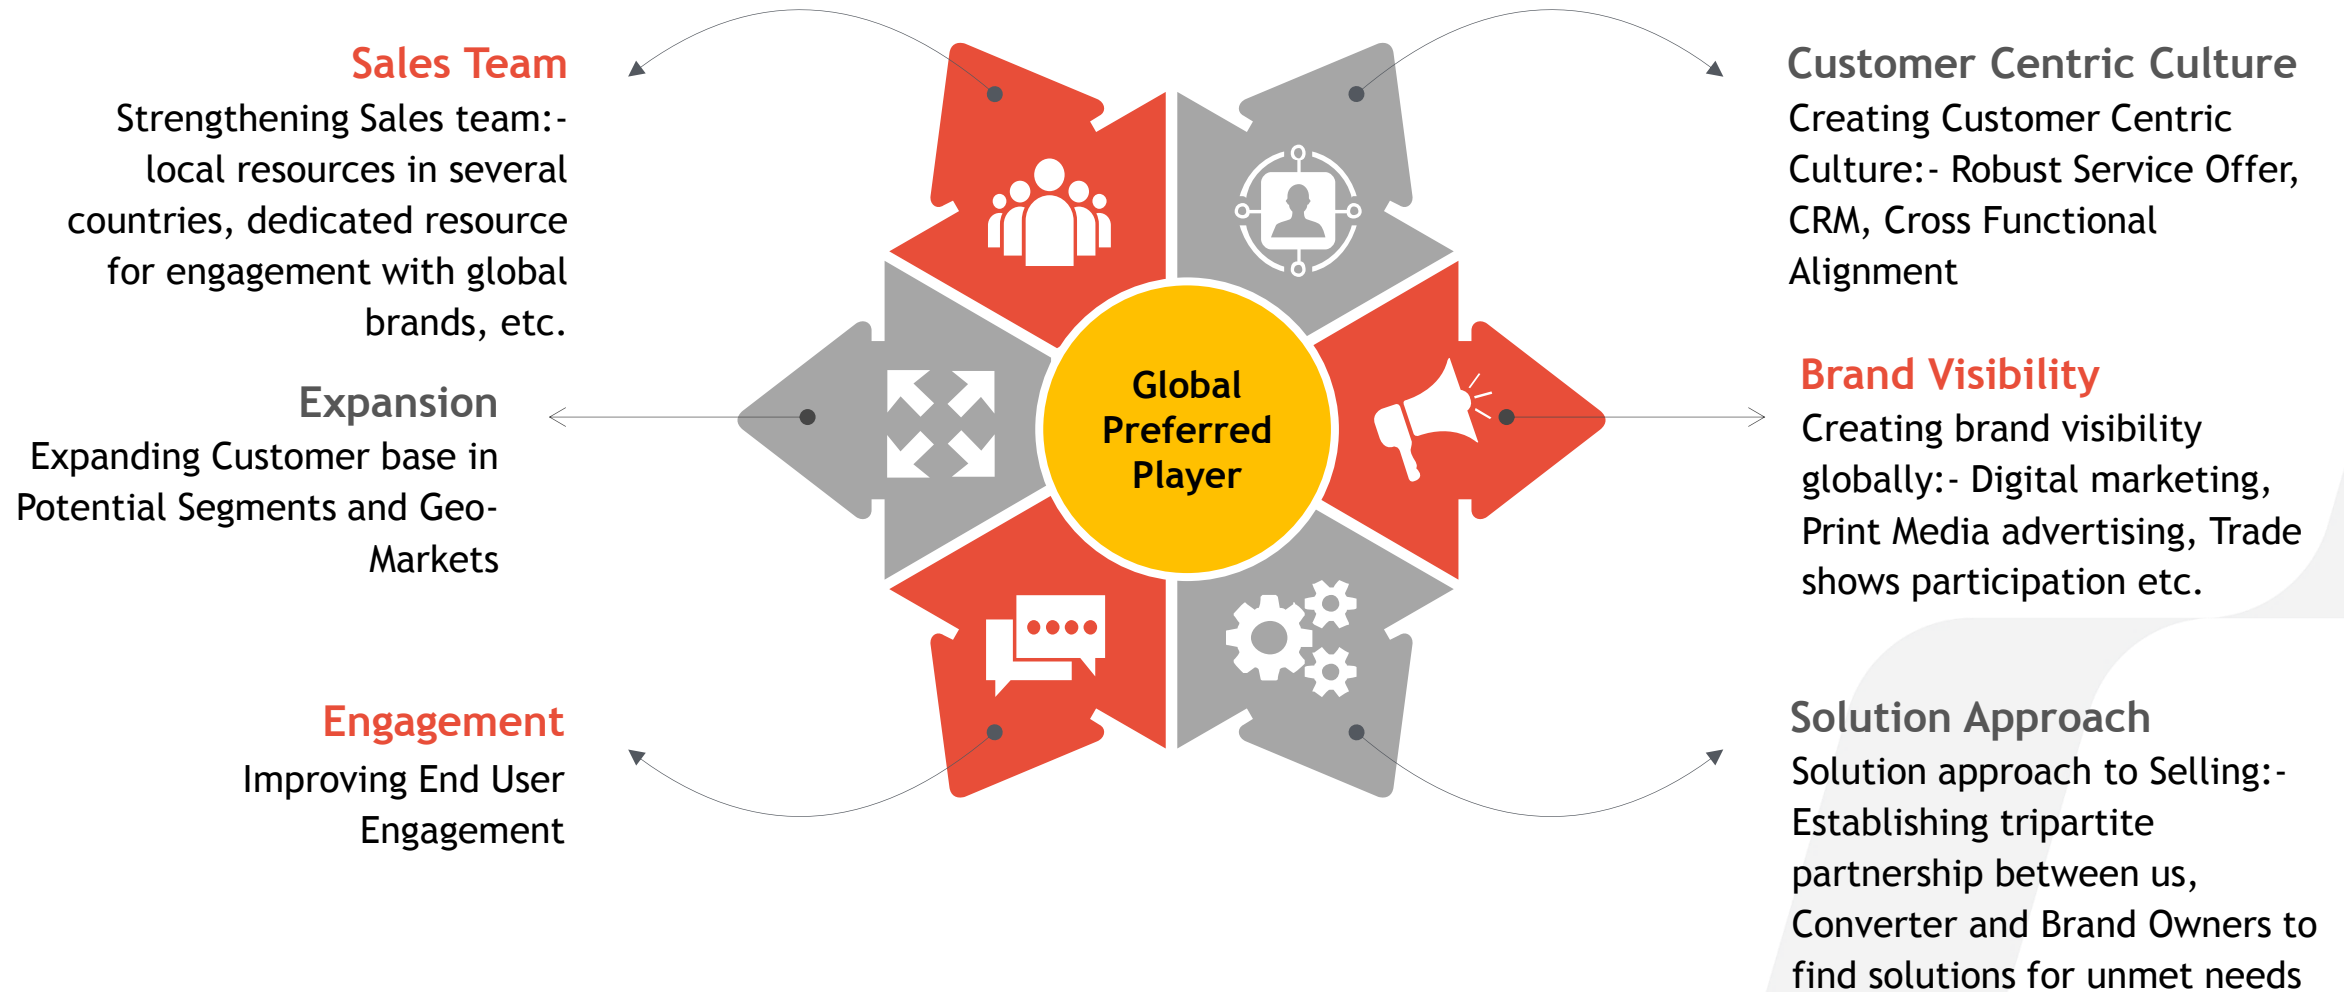 Sales Team
Strengthening Sales team:-
local resources in several
countries, dedicated resource
for engagement with global
brands, etc.
Expansion
Expanding Customer base in
Potential Segments and Geo-
Markets
Engagement
Improving End User
Engagement
Global
Preferred
Player
Customer Centric Culture
Creating Customer Centric
Culture:- Robust Service Offer,
CRM, Cross Functional
Alignment
Brand Visibility
Creating brand visibility
globally:- Digital marketing,
Print Media advertising, Trade
shows participation etc.
Solution Approach
Solution approach to Selling:-
Establishing tripartite
partnership between us,
Converter and Brand Owners to
find solutions for unmet needs